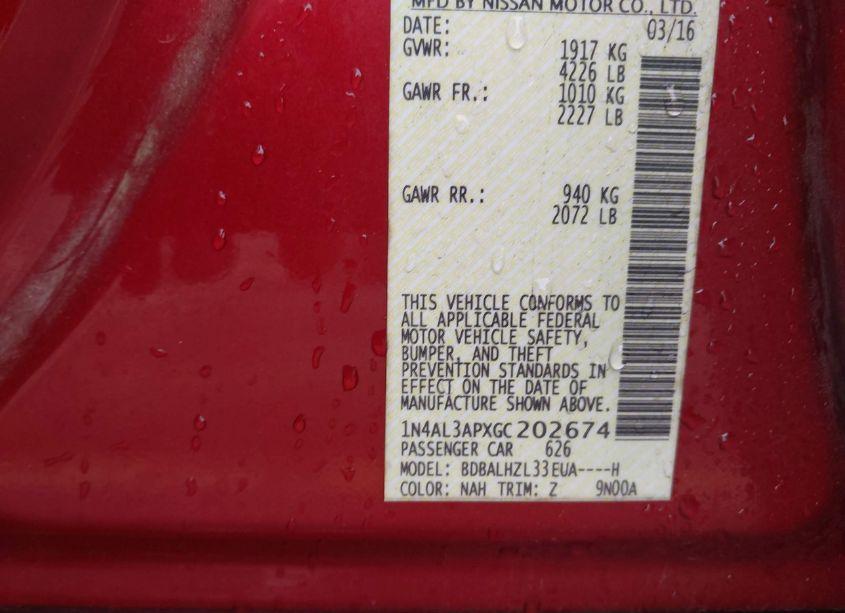 MFD BY NISSAN MOTOR CO., LTD.
DATE: 03/16
GVWR: 1917 KG
4226 LB
GAWR FR.: 1010 KG
2227 LB
GAWR RR.: 940 KG
2072 LB
THIS VEHICLE CONFORMS TO
ALL APPLICABLE FEDERAL
MOTOR VEHICLE SAFETY,
BUMPER, AND THEFT
PREVENTION STANDARDS IN
EFFECT ON THE DATE OF
MANUFACTURE SHOWN ABOVE.
1N4AL3APXGC202674
PASSENGER CAR 626
MODEL: BDBALHZL33EUA----H
COLOR: NAH TRIM: Z 9N00A